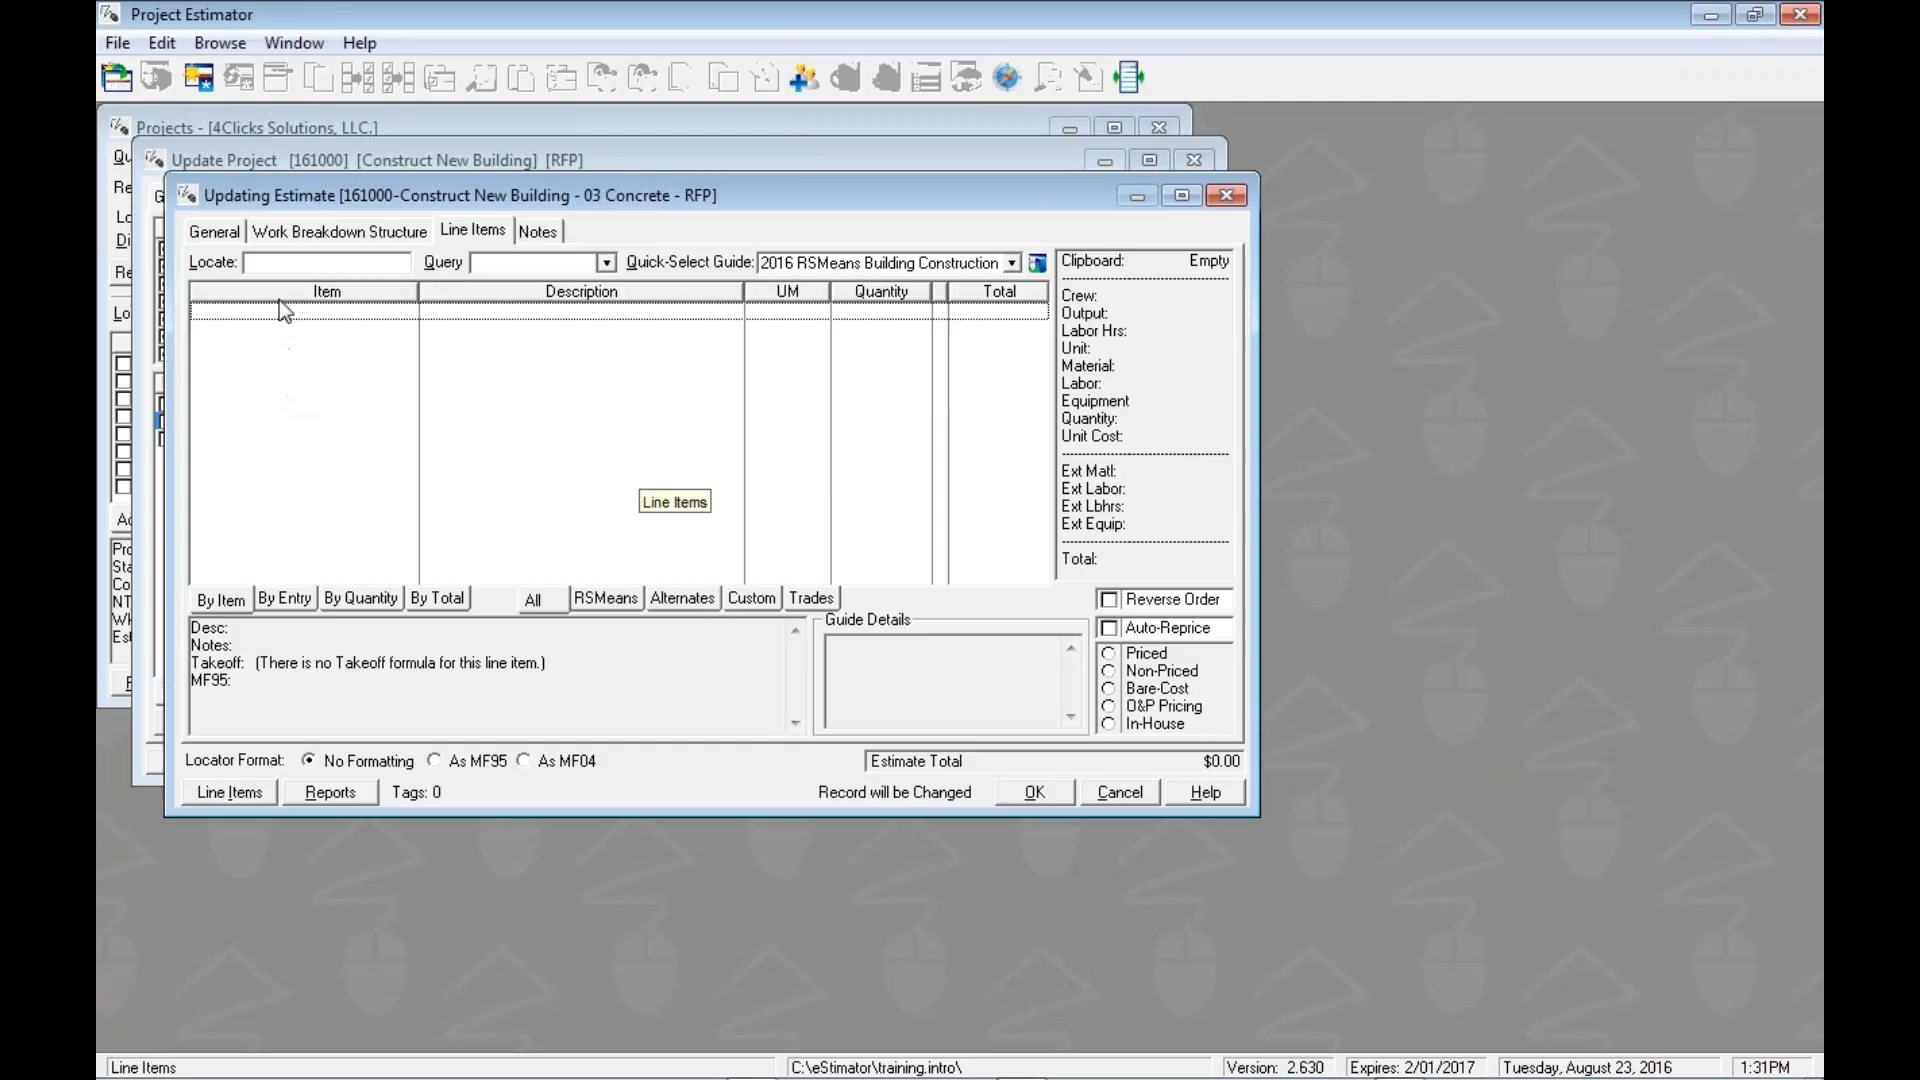 Project Estimator
File Edit Browse Window Help
Projects - [4Clicks Solutions, LLC.]
Update Project [161000] [Construct New Building] [RFP]
Updating Estimate [161000-Construct New Building - 03 Concrete - RFP]
General Work Breakdown Structure Line Items Notes
Locate: Query Quick-Select Guide: 2016 RSMeans Building Construction
Item Description UM Quantity Total
Clipboard: Empty
Crew:
Output:
Labor Hrs:
Unit:
Material:
Labor:
Equipment
Quantity:
Unit Cost:
Ext Matl:
Ext Labor:
Ext Lbhrs:
Ext Equip:
Total:
Line Items
By Item By Entry By Quantity By Total All RSMeans Alternates Custom Trades
Reverse Order
Auto-Reprice
Priced
Non-Priced
Bare-Cost
O&P Pricing
In-House
Desc:
Notes:
Takeoff: (There is no Takeoff formula for this line item.)
MF95:
Guide Details
Locator Format: No Formatting As MF95 As MF04
Estimate Total $0.00
Line Items Reports Tags: 0 Record will be Changed OK Cancel Help
Line Items C:\eStimator\training.intro\ Version: 2.630 Expires: 2/01/2017 Tuesday, August 23, 2016 1:31PM